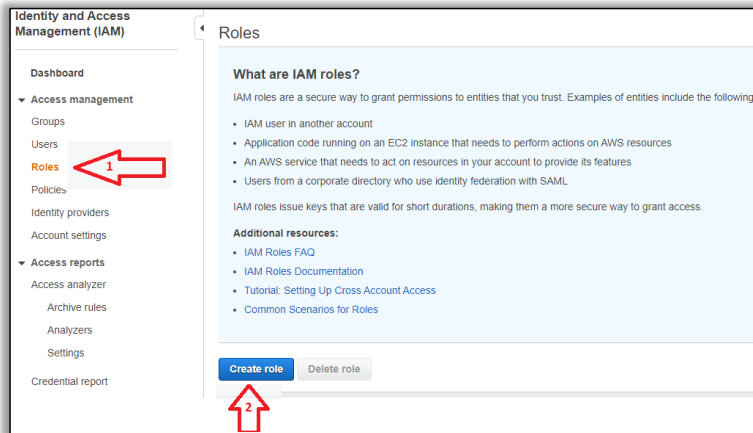 Identity and Access
Management (IAM)
Dashboard
Access management
Groups
Users
Roles
1
Policies
Identity providers
Account settings
Access reports
Access analyzer
Archive rules
Analyzers
Settings
Credential report
Roles
What are IAM roles?
IAM roles are a secure way to grant permissions to entities that you trust. Examples of entities include the following
• IAM user in another account
• Application code running on an EC2 instance that needs to perform actions on AWS resources
• An AWS service that needs to act on resources in your account to provide its features
• Users from a corporate directory who use identity federation with SAML
IAM roles issue keys that are valid for short durations, making them a more secure way to grant access.
Additional resources:
• IAM Roles FAQ
• IAM Roles Documentation
• Tutorial: Setting Up Cross Account Access
• Common Scenarios for Roles
Create role Delete role
2